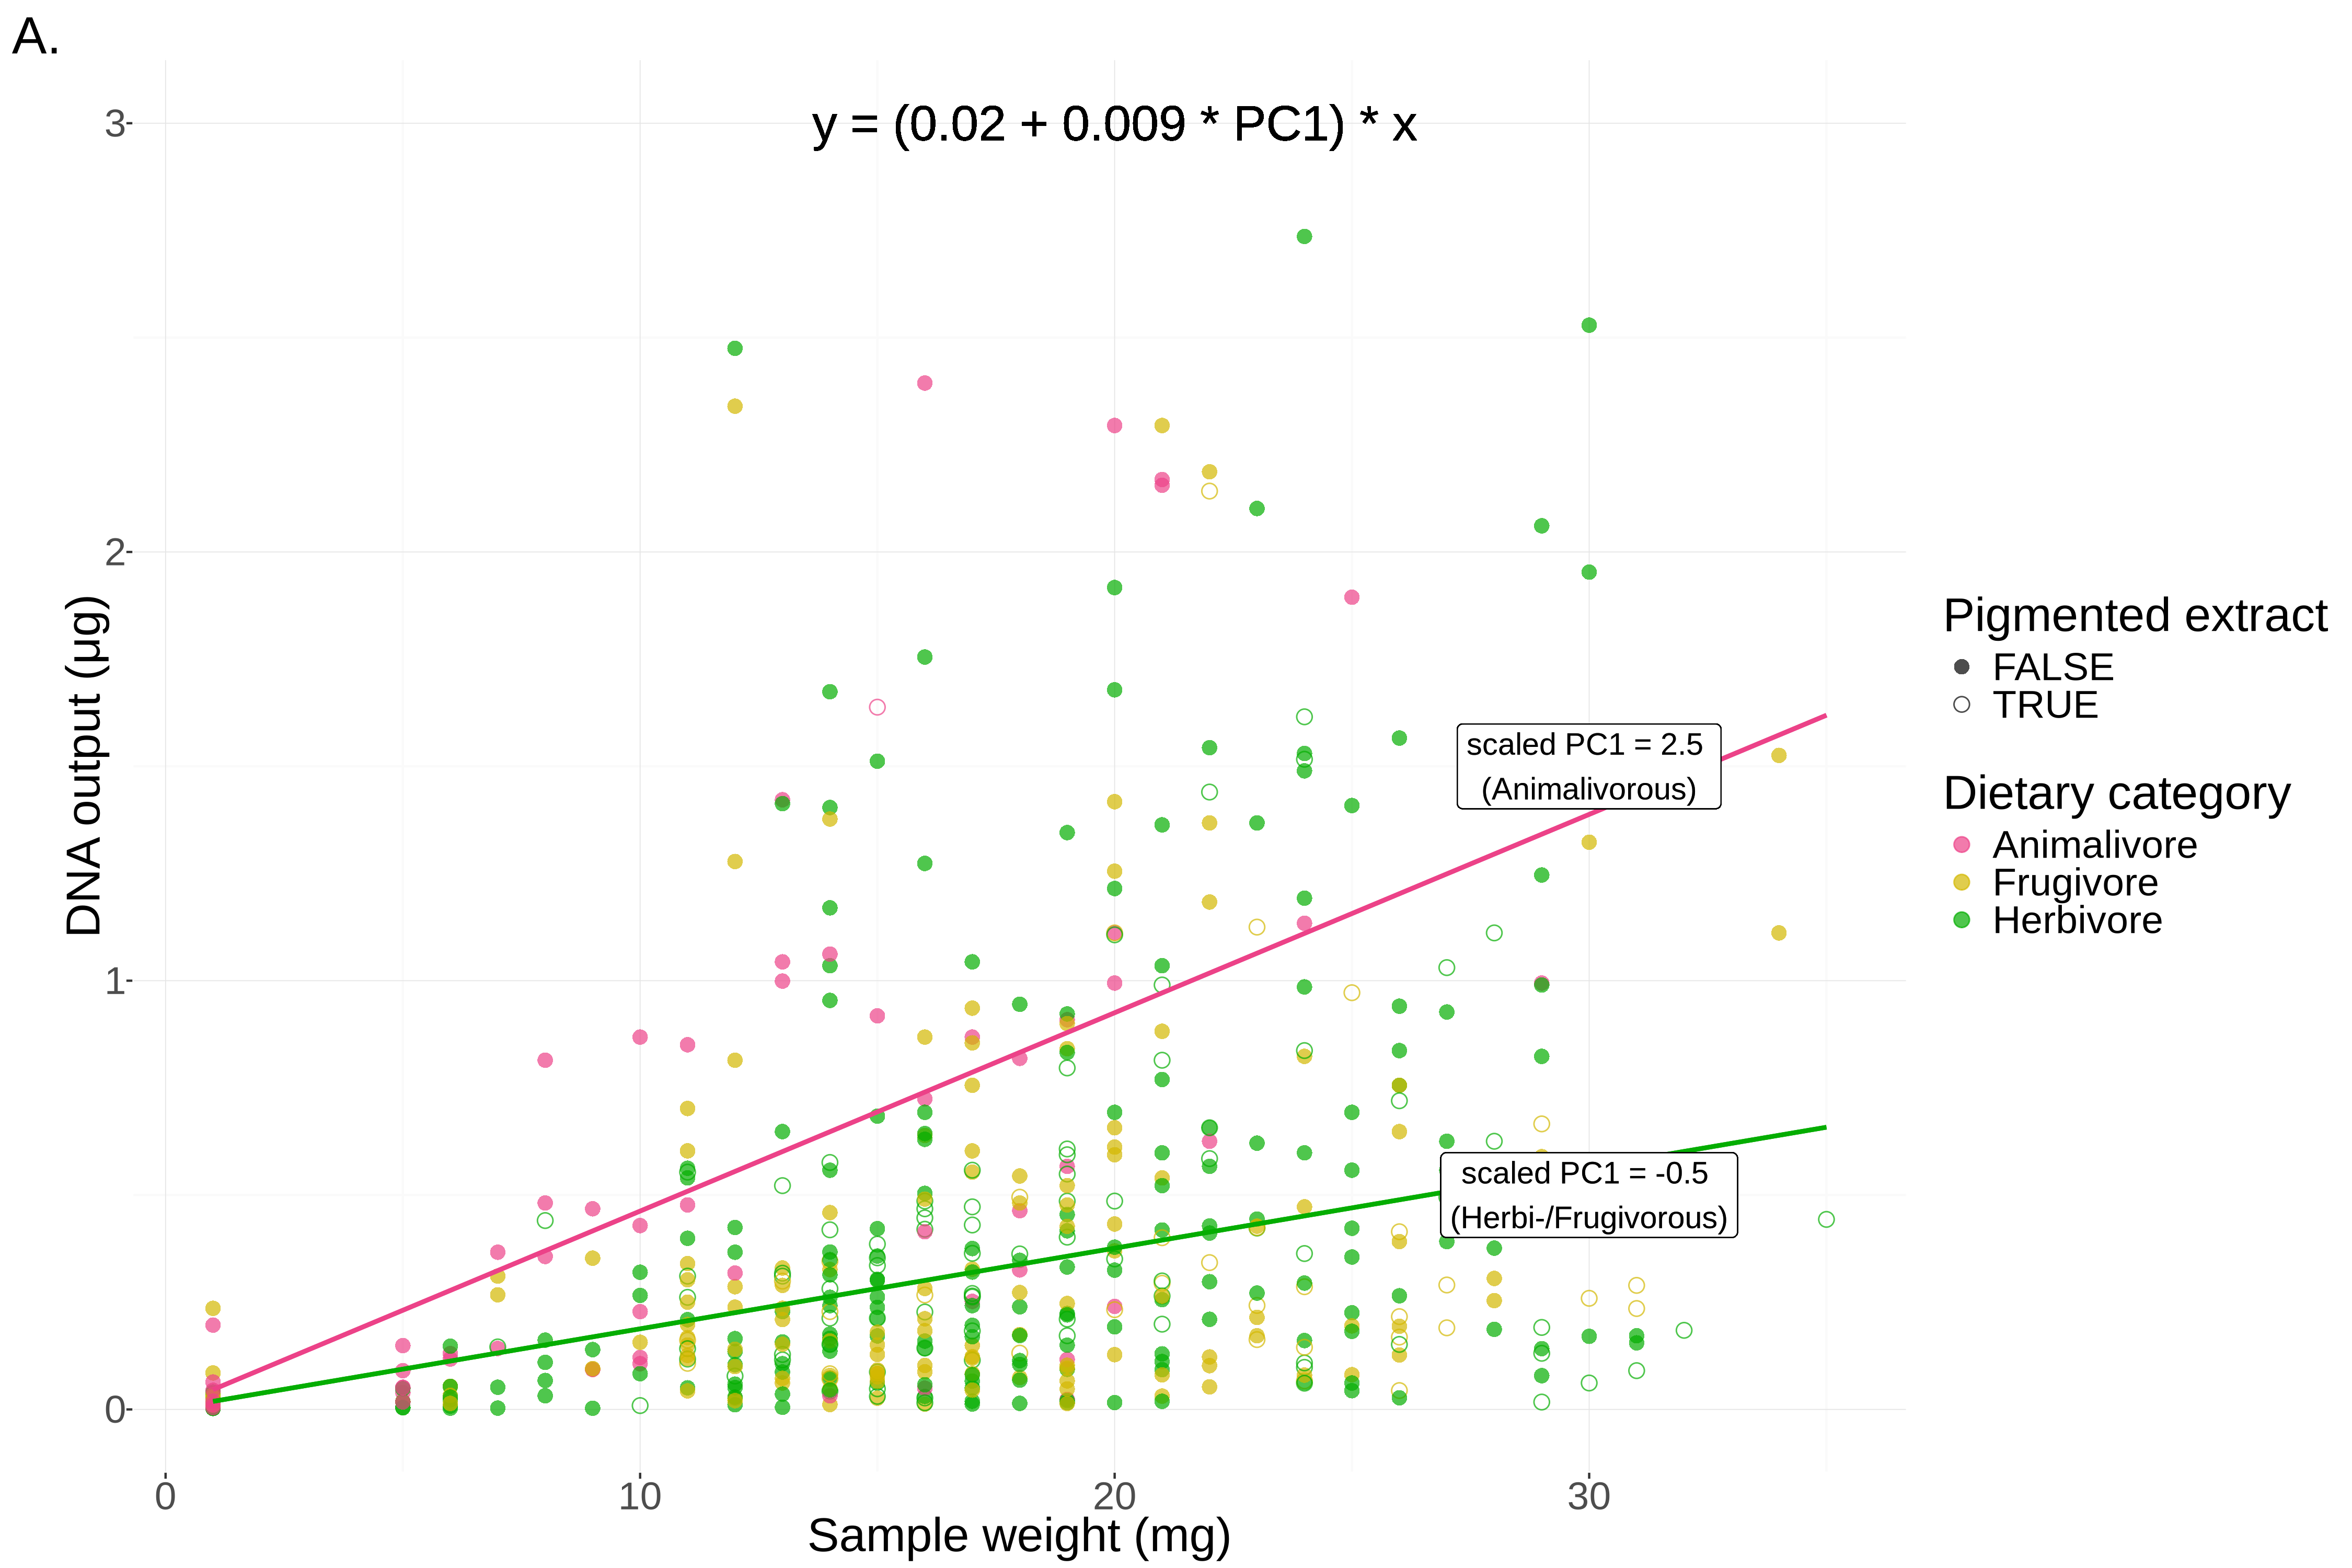 A.
y = (0.02 + 0.009 * PC1) * x
3
2
1
0
DNA output (μg)
0
10
20
30
Sample weight (mg)
scaled PC1 = 2.5
(Animalivorous)
scaled PC1 = -0.5
(Herbi-/Frugivorous)
Pigmented extract
FALSE
TRUE
Dietary category
Animalivore
Frugivore
Herbivore